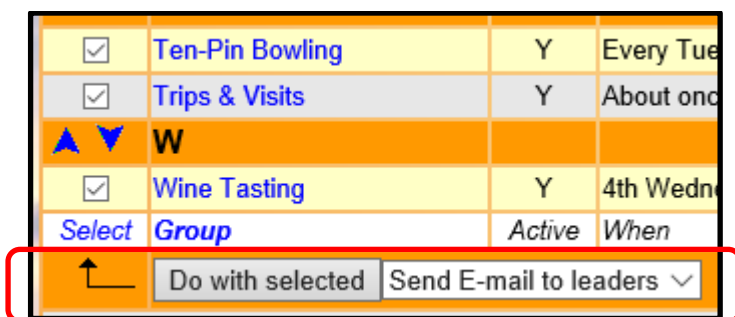 Ten-Pin Bowling Y Every Tue
Trips & Visits Y About onc
W
Wine Tasting Y 4th Wedne
Select Group Active When
Do with selected Send E-mail to leaders